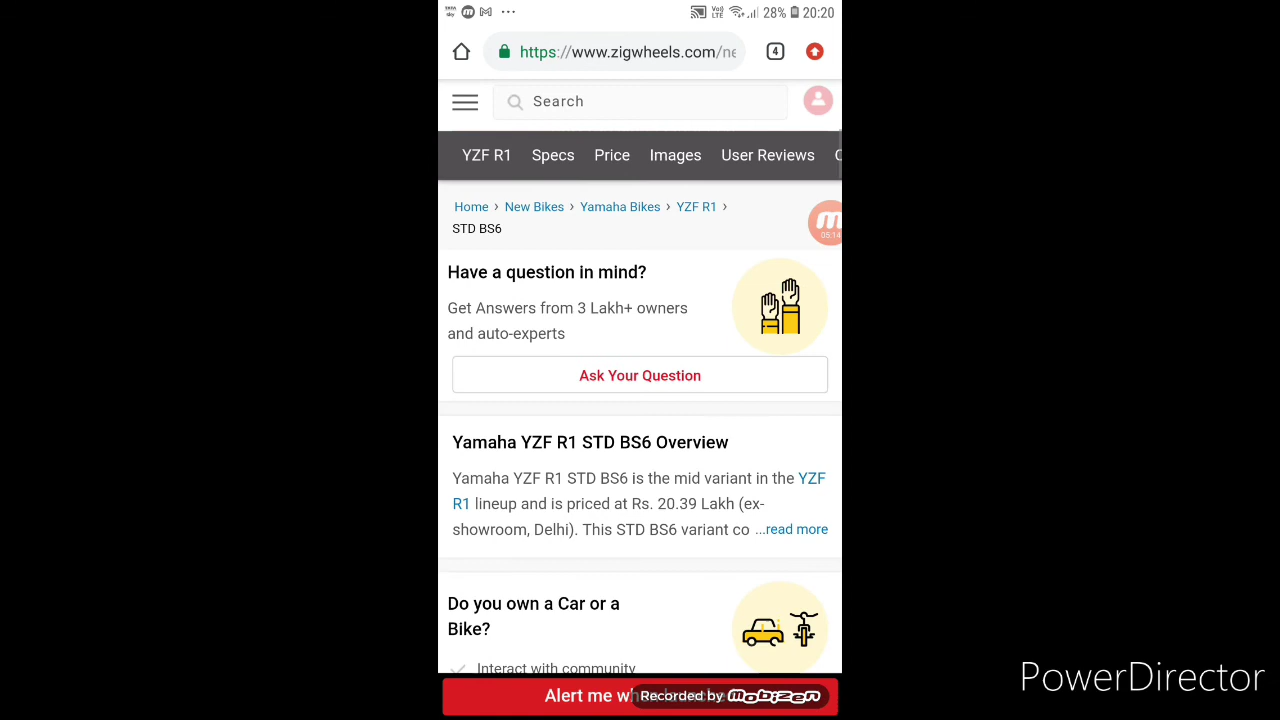 TATA sky
28% 20:20
VoLTE
https://www.zigwheels.com/ne
4
Search
YZF R1 Specs Price Images User Reviews
Home › New Bikes › Yamaha Bikes › YZF R1 ›
STD BS6
05:14
Have a question in mind?
Get Answers from 3 Lakh+ owners
and auto-experts
Ask Your Question
Yamaha YZF R1 STD BS6 Overview
Yamaha YZF R1 STD BS6 is the mid variant in the YZF
R1 lineup and is priced at Rs. 20.39 Lakh (ex-
showroom, Delhi). This STD BS6 variant co ...read more
Do you own a Car or a
Bike?
Interact with community
Alert me
Recorded by mobizen
PowerDirector